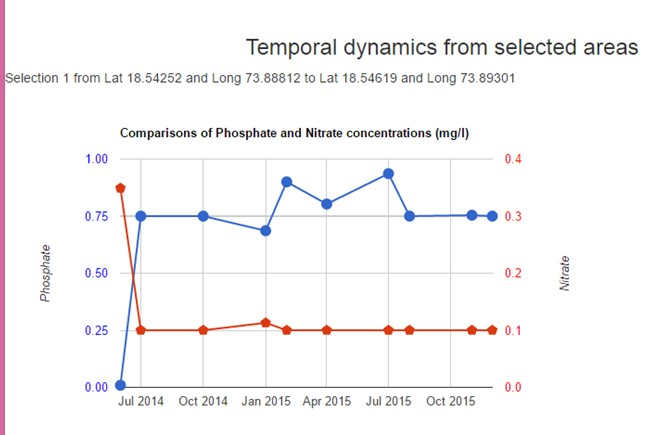 Temporal dynamics from selected areas
Selection 1 from Lat 18.54252 and Long 73.88812 to Lat 18.54619 and Long 73.89301
Comparisons of Phosphate and Nitrate concentrations (mg/l)
1.00
0.75
0.50
0.25
0.00
Phosphate
0.4
0.3
0.2
0.1
0.0
Nitrate
Jul 2014 Oct 2014 Jan 2015 Apr 2015 Jul 2015 Oct 2015